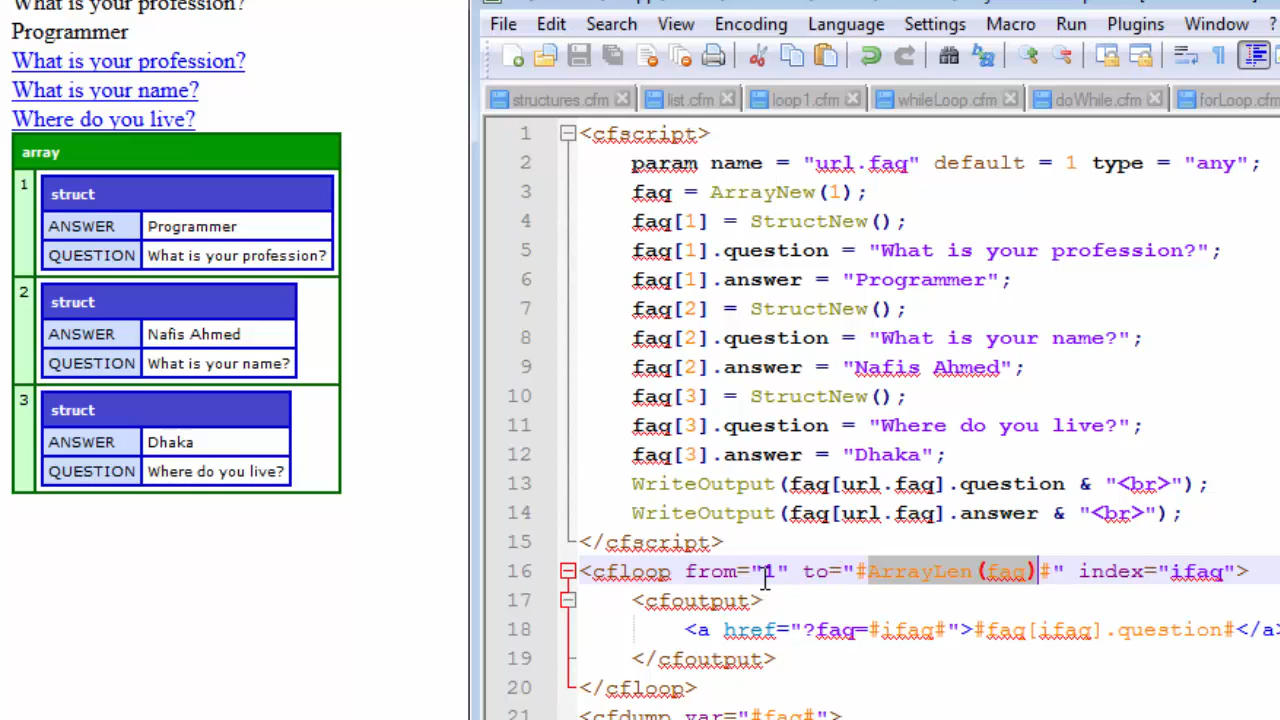 What is your profession?
Programmer
What is your profession?
What is your name?
Where do you live?
array
1
struct
ANSWER Programmer
QUESTION What is your profession?
2
struct
ANSWER Nafis Ahmed
QUESTION What is your name?
3
struct
ANSWER Dhaka
QUESTION Where do you live?
File Edit Search View Encoding Language Settings Macro Run Plugins Window ?
structures.cfm list.cfm loop1.cfm whileLoop.cfm doWhile.cfm forLoop.cfm
1 <cfscript>
2 param name = "url.faq" default = 1 type = "any";
3 faq = ArrayNew(1);
4 faq[1] = StructNew();
5 faq[1].question = "What is your profession?";
6 faq[1].answer = "Programmer";
7 faq[2] = StructNew();
8 faq[2].question = "What is your name?";
9 faq[2].answer = "Nafis Ahmed";
10 faq[3] = StructNew();
11 faq[3].question = "Where do you live?";
12 faq[3].answer = "Dhaka";
13 WriteOutput(faq[url.faq].question & "<br>");
14 WriteOutput(faq[url.faq].answer & "<br>");
15 </cfscript>
16 <cfloop from="1" to="#ArrayLen(faq)#" index="ifaq">
17 <cfoutput>
18 <a href="?faq=#ifaq#">#faq[ifaq].question#</a>
19 </cfoutput>
20 </cfloop>
21 <cfdump var="#faq#">